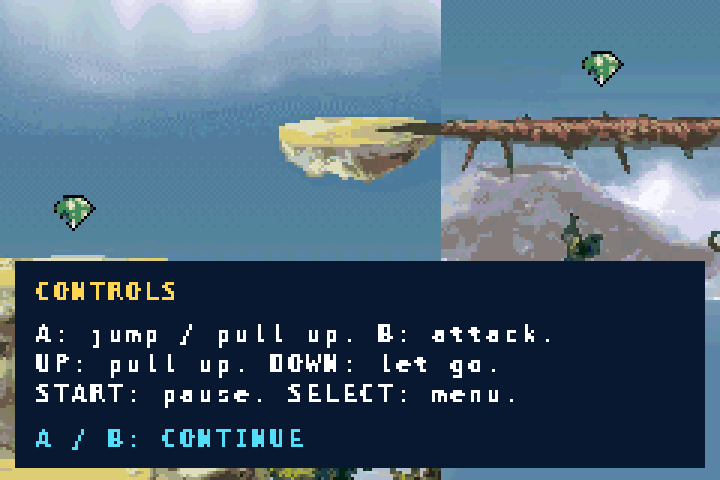 CONTROLS
A: jump / pull up. B: attack.
UP: pull up. DOWN: let go.
START: pause. SELECT: menu.
A / B: CONTINUE